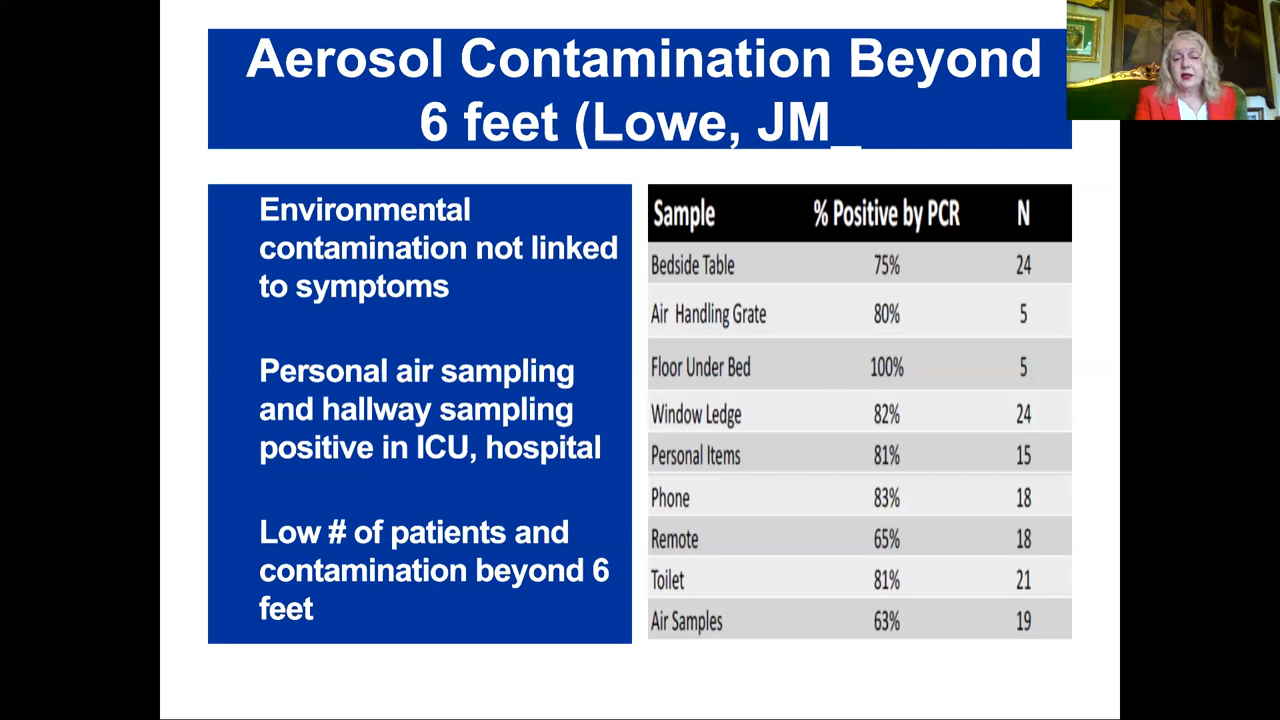 Aerosol Contamination Beyond
6 feet (Lowe, JM_
Environmental
contamination not linked
to symptoms
Personal air sampling
and hallway sampling
positive in ICU, hospital
Low # of patients and
contamination beyond 6
feet
Sample % Positive by PCR N
Bedside Table 75% 24
Air Handling Grate 80% 5
Floor Under Bed 100% 5
Window Ledge 82% 24
Personal Items 81% 15
Phone 83% 18
Remote 65% 18
Toilet 81% 21
Air Samples 63% 19